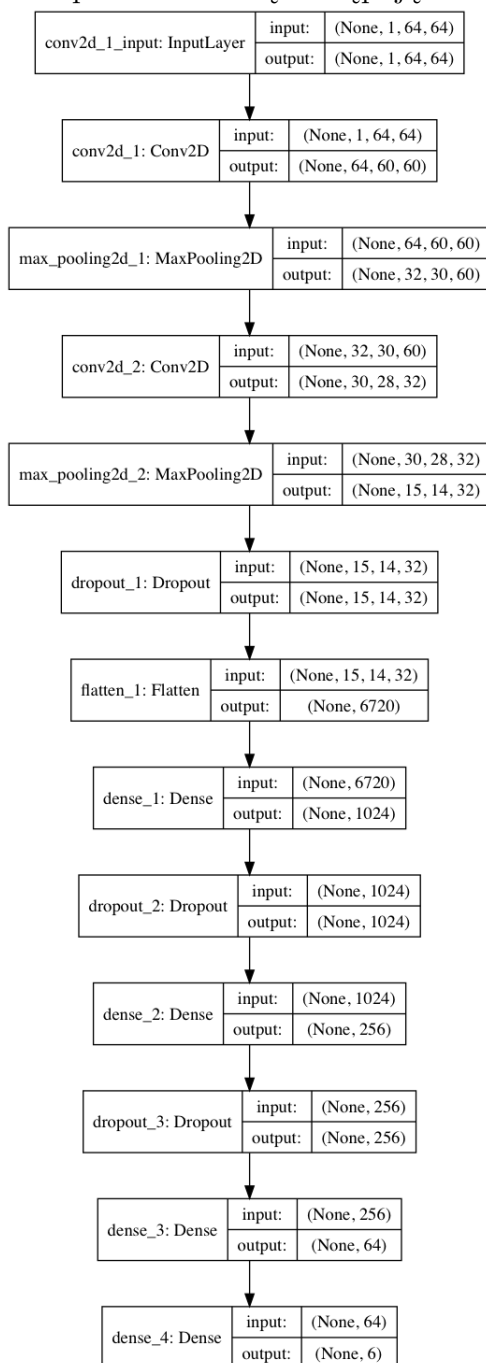 conv2d_1_input: InputLayer
input: (None, 1, 64, 64)
output: (None, 1, 64, 64)
conv2d_1: Conv2D
input: (None, 1, 64, 64)
output: (None, 64, 60, 60)
max_pooling2d_1: MaxPooling2D
input: (None, 64, 60, 60)
output: (None, 32, 30, 60)
conv2d_2: Conv2D
input: (None, 32, 30, 60)
output: (None, 30, 28, 32)
max_pooling2d_2: MaxPooling2D
input: (None, 30, 28, 32)
output: (None, 15, 14, 32)
dropout_1: Dropout
input: (None, 15, 14, 32)
output: (None, 15, 14, 32)
flatten_1: Flatten
input: (None, 15, 14, 32)
output: (None, 6720)
dense_1: Dense
input: (None, 6720)
output: (None, 1024)
dropout_2: Dropout
input: (None, 1024)
output: (None, 1024)
dense_2: Dense
input: (None, 1024)
output: (None, 256)
dropout_3: Dropout
input: (None, 256)
output: (None, 256)
dense_3: Dense
input: (None, 256)
output: (None, 64)
dense_4: Dense
input: (None, 64)
output: (None, 6)